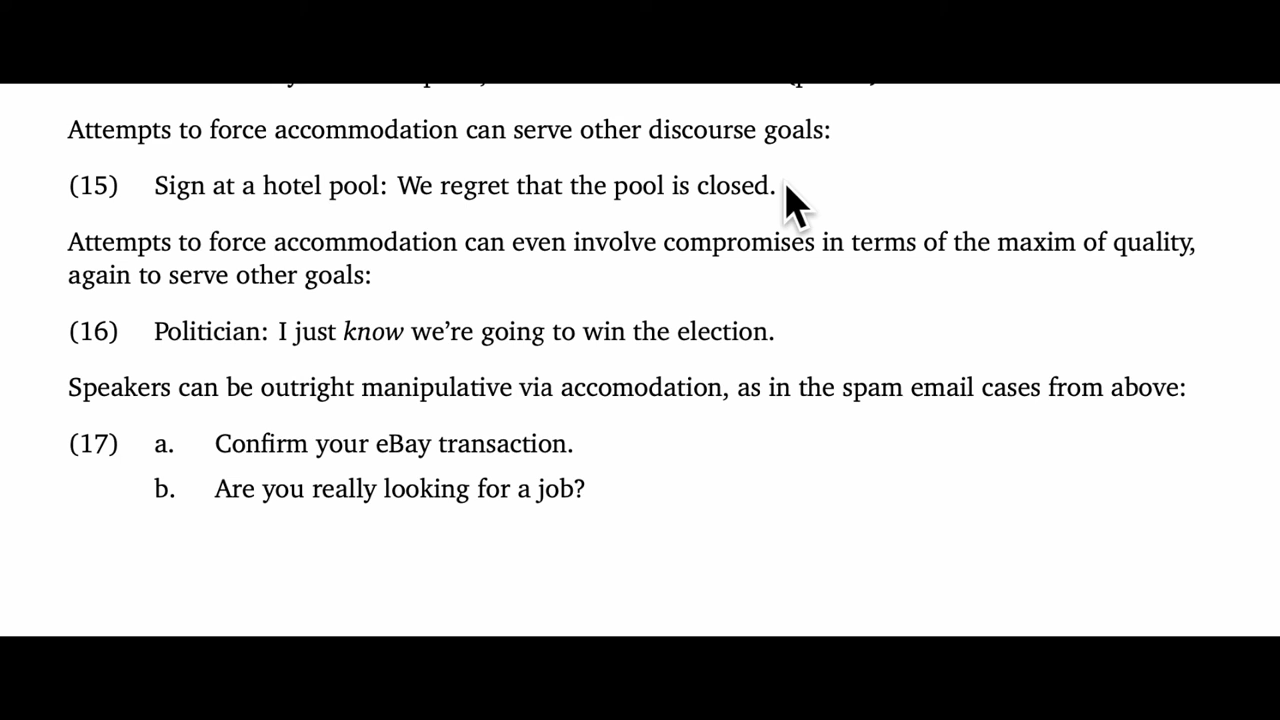 Attempts to force accommodation can serve other discourse goals:
(15) Sign at a hotel pool: We regret that the pool is closed.
Attempts to force accommodation can even involve compromises in terms of the maxim of quality,
again to serve other goals:
(16) Politician: I just know we’re going to win the election.
Speakers can be outright manipulative via accomodation, as in the spam email cases from above:
(17) a. Confirm your eBay transaction.
b. Are you really looking for a job?